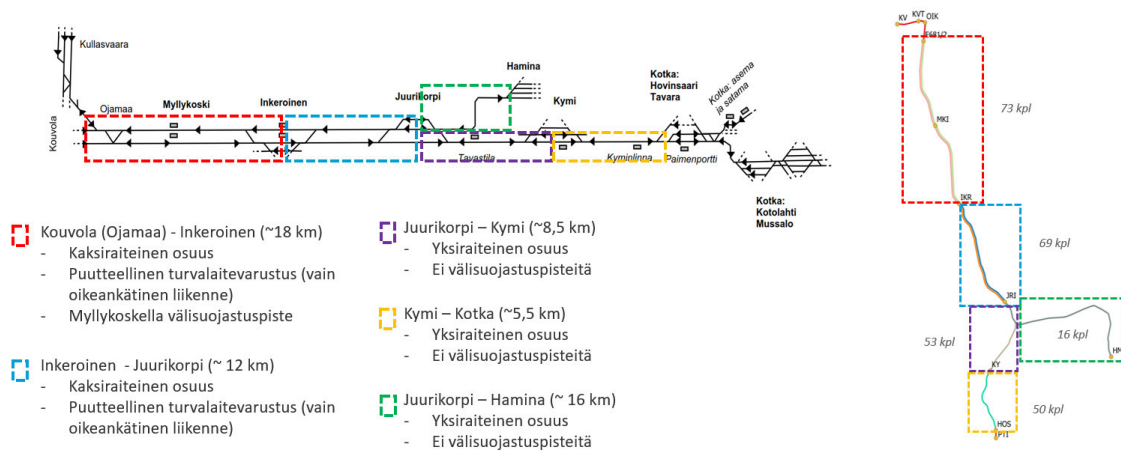 Kullasvaara
Kouvola
Ojamaa
Myllykoski
Inkeroinen
Juurikorpi
Hamina
Tavastila
Kymi
Kyminlinna
Kotka:
Hovinsaari
Tavara
Paimenportti
Kotka: asema
ja satama
Kotka:
Kotolahti
Mussalo
Kouvola (Ojamaa) - Inkeroinen (~18 km)
- Kaksiraiteinen osuus
- Puutteellinen turvalaitevarustus (vain
oikeankätinen liikenne)
- Myllykoskella välisuojastuspiste
Inkeroinen - Juurikorpi (~ 12 km)
- Kaksiraiteinen osuus
- Puutteellinen turvalaitevarustus (vain
oikeankätinen liikenne)
Juurikorpi – Kymi (~8,5 km)
- Yksiraiteinen osuus
- Ei välisuojastuspisteitä
Kymi – Kotka (~5,5 km)
- Yksiraiteinen osuus
- Ei välisuojastuspisteitä
Juurikorpi – Hamina (~ 16 km)
- Yksiraiteinen osuus
- Ei välisuojastuspisteitä
KV
KVT
OIK
73 kpl
MKI
IKR
69 kpl
JRI
53 kpl
16 kpl
HM
KY
50 kpl
HOS